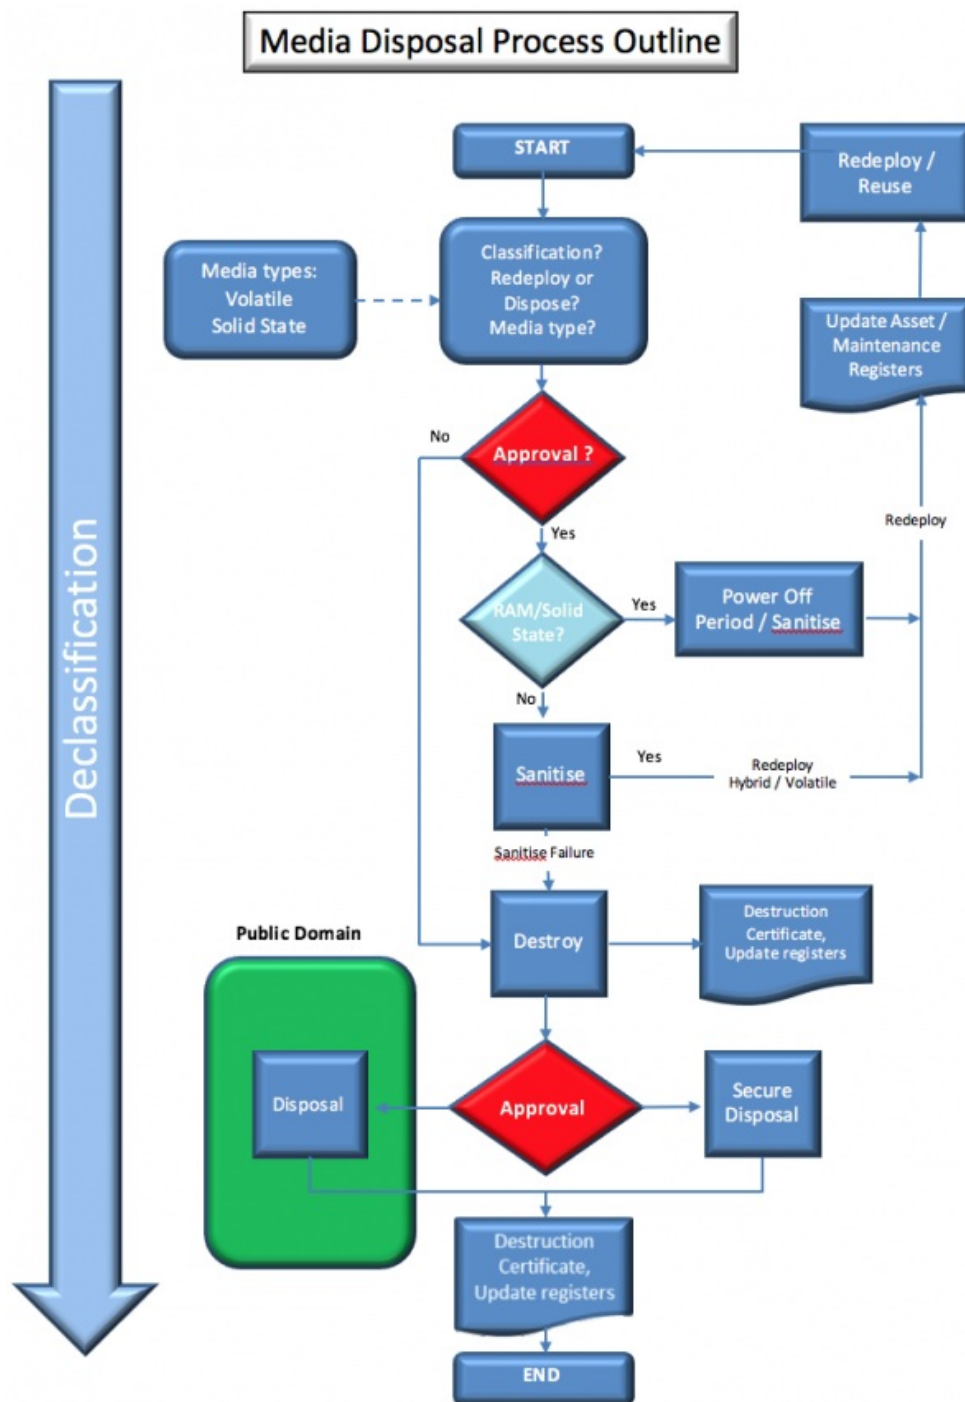 Media Disposal Process Outline
START
Redeploy /
Reuse
Classification?
Redeploy or
Dispose?
Media type?
Media types:
Volatile
Solid State
Update Asset /
Maintenance
Registers
No
Approval ?
Yes
Redeploy
RAM/Solid
State?
Yes
Power Off
Period / Sanitise
No
Sanitise
Yes
Redeploy
Hybrid / Volatile
Sanitise Failure
Destroy
Destruction
Certificate,
Update registers
Public Domain
Disposal
Approval
Secure
Disposal
Destruction
Certificate,
Update registers
END
Declassification